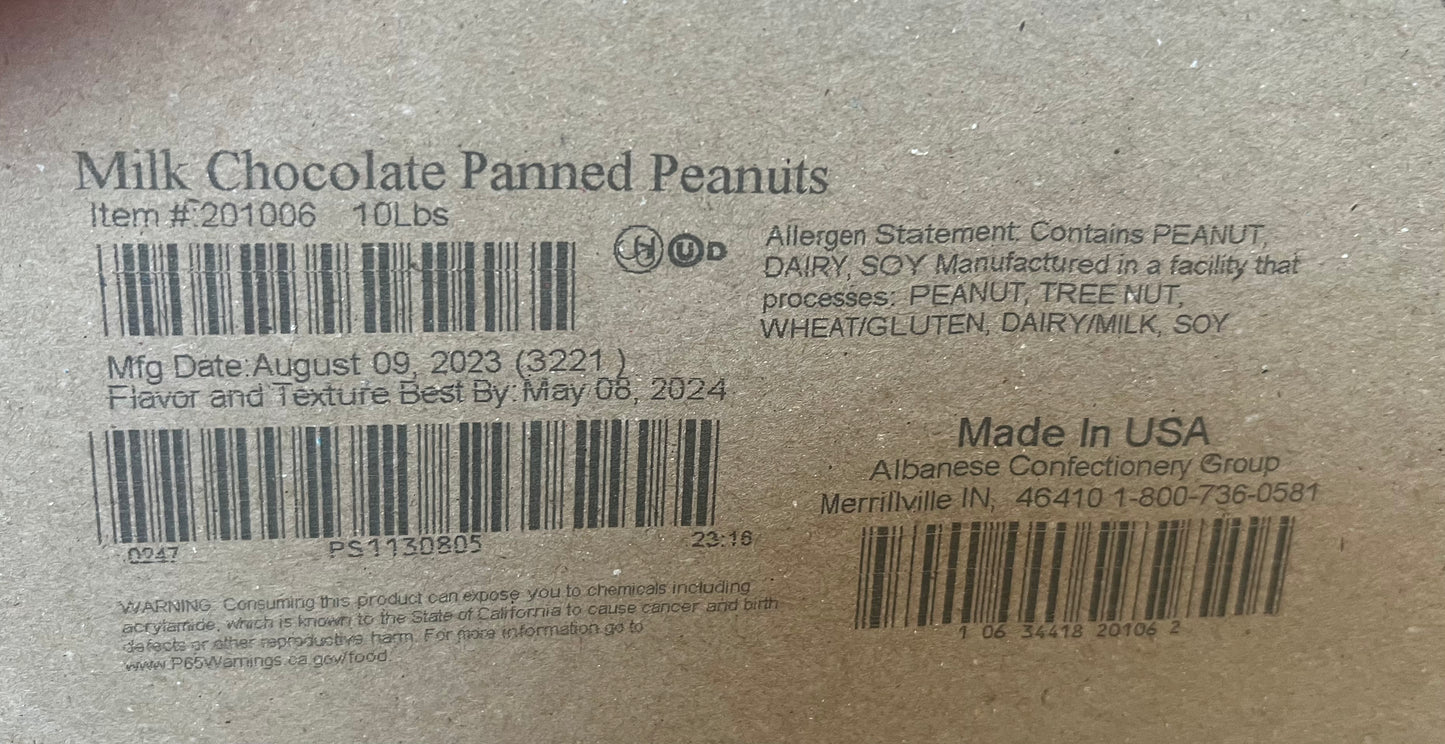 Milk Chocolate Panned Peanuts
Item #:201006 10Lbs
U D
Allergen Statement: Contains PEANUT,
DAIRY, SOY Manufactured in a facility that
processes: PEANUT, TREE NUT,
WHEAT/GLUTEN, DAIRY/MILK, SOY
Mfg Date:August 09, 2023 (3221 )
Flavor and Texture Best By:May 08, 2024
0247 PS1130805 23:16
WARNING: Consuming this product can expose you to chemicals including
acrylamide, which is known to the State of California to cause cancer and birth
defects or other reproductive harm. For more information go to
www.P65Warnings.ca.gov/food.
Made In USA
Albanese Confectionery Group
Merrillville IN, 46410 1-800-736-0581
1 06 34418 20106 2